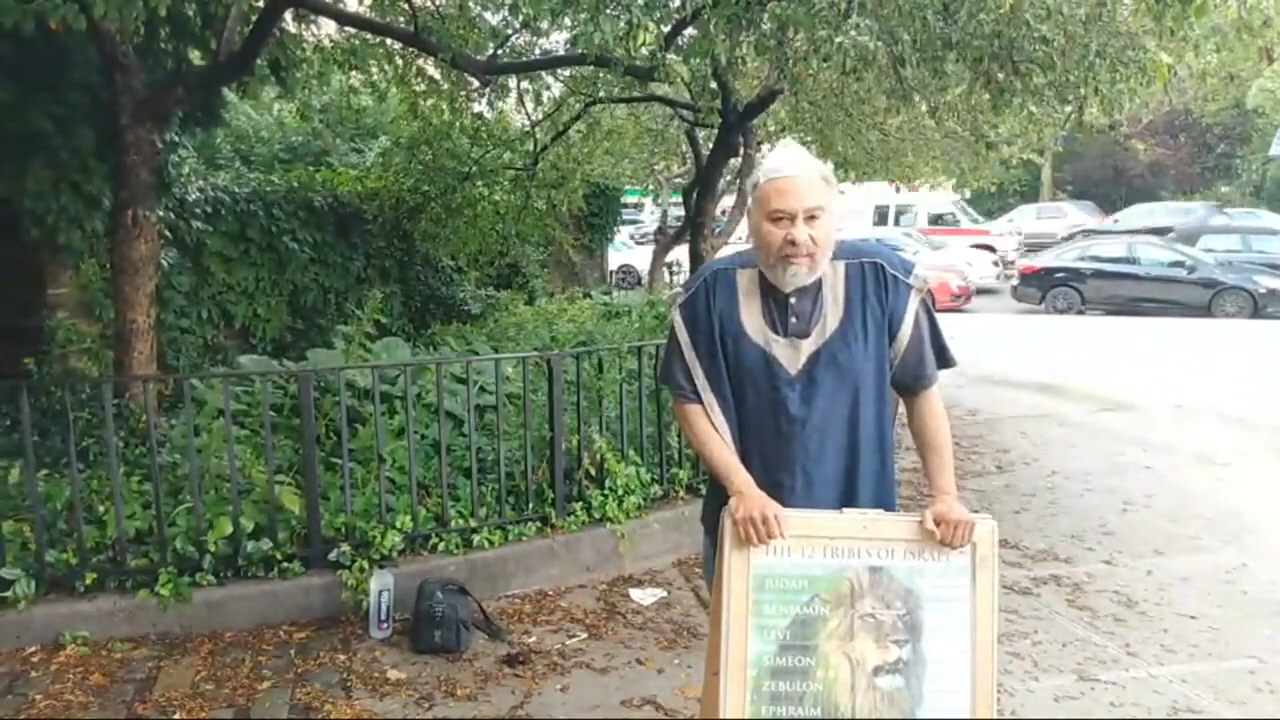 THE 12 TRIBES OF ISRAEL
JUDAH
BENJAMIN
LEVI
SIMEON
ZEBULON
EPHRAIM